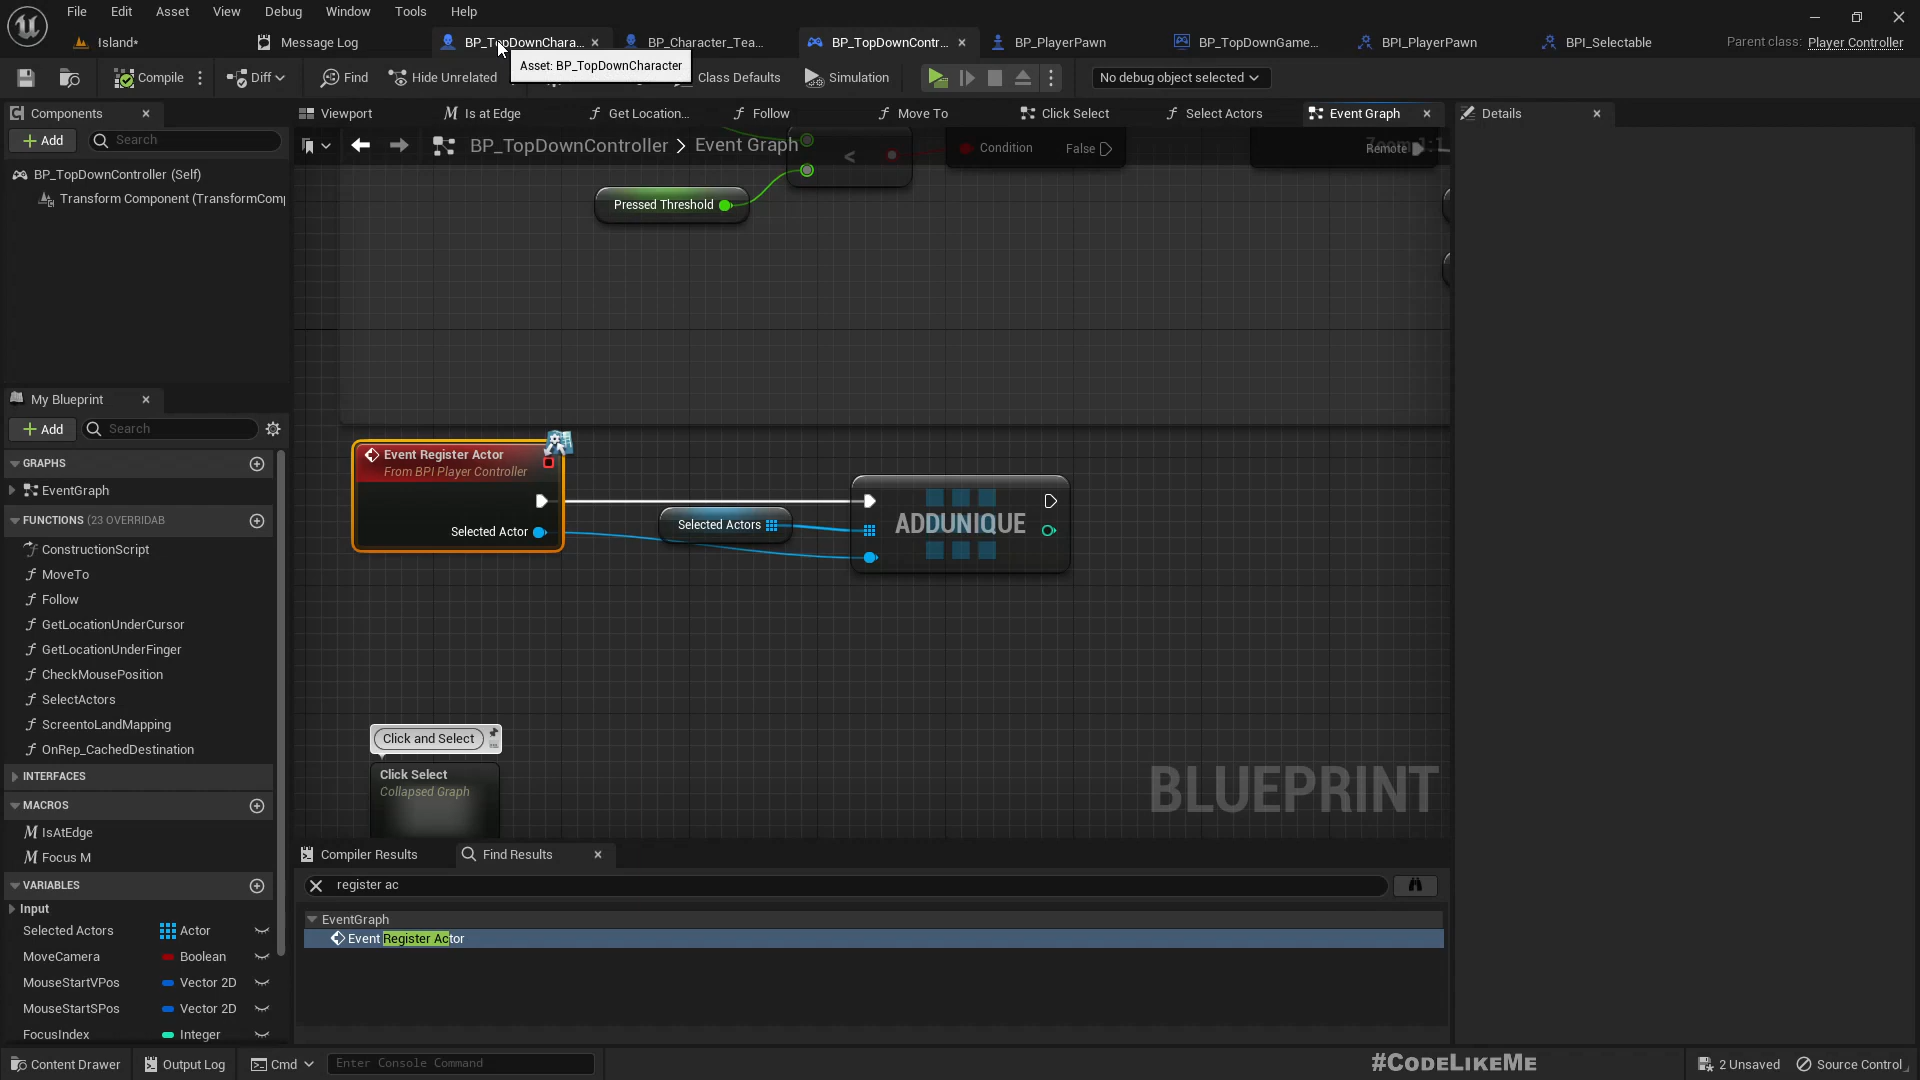 File Edit Asset View Debug Window Tools Help
Island* Message Log BP_TopDownChara... BP_Character_Tea... BP_TopDownContr... BP_PlayerPawn BP_TopDownGame... BPI_PlayerPawn BPI_Selectable Parent class: Player Controller
Asset: BP_TopDownCharacter
Compile Diff Find Hide Unrelated Class Defaults Simulation No debug object selected
Components Viewport Is at Edge Get Location... Follow Move To Click Select Select Actors Event Graph Details
Add Search
BP_TopDownController > Event Graph
< Condition False Remote
BP_TopDownController (Self)
Transform Component (TransformComp
Pressed Threshold
My Blueprint
Add Search
GRAPHS
EventGraph
FUNCTIONS (23 OVERRIDAB
ConstructionScript
MoveTo
Follow
GetLocationUnderCursor
GetLocationUnderFinger
CheckMousePosition
SelectActors
ScreentoLandMapping
OnRep_CachedDestination
INTERFACES
MACROS
IsAtEdge
Focus M
VARIABLES
Input
Selected Actors Actor
MoveCamera Boolean
MouseStartVPos Vector 2D
MouseStartSPos Vector 2D
FocusIndex Integer
Event Register Actor
From BPI Player Controller
Selected Actor
Selected Actors
ADDUNIQUE
Click and Select
Click Select
Collapsed Graph
BLUEPRINT
Compiler Results Find Results
register ac
EventGraph
Event Register Actor
Content Drawer Output Log Cmd Enter Console Command #CODELIKEME 2 Unsaved Source Control